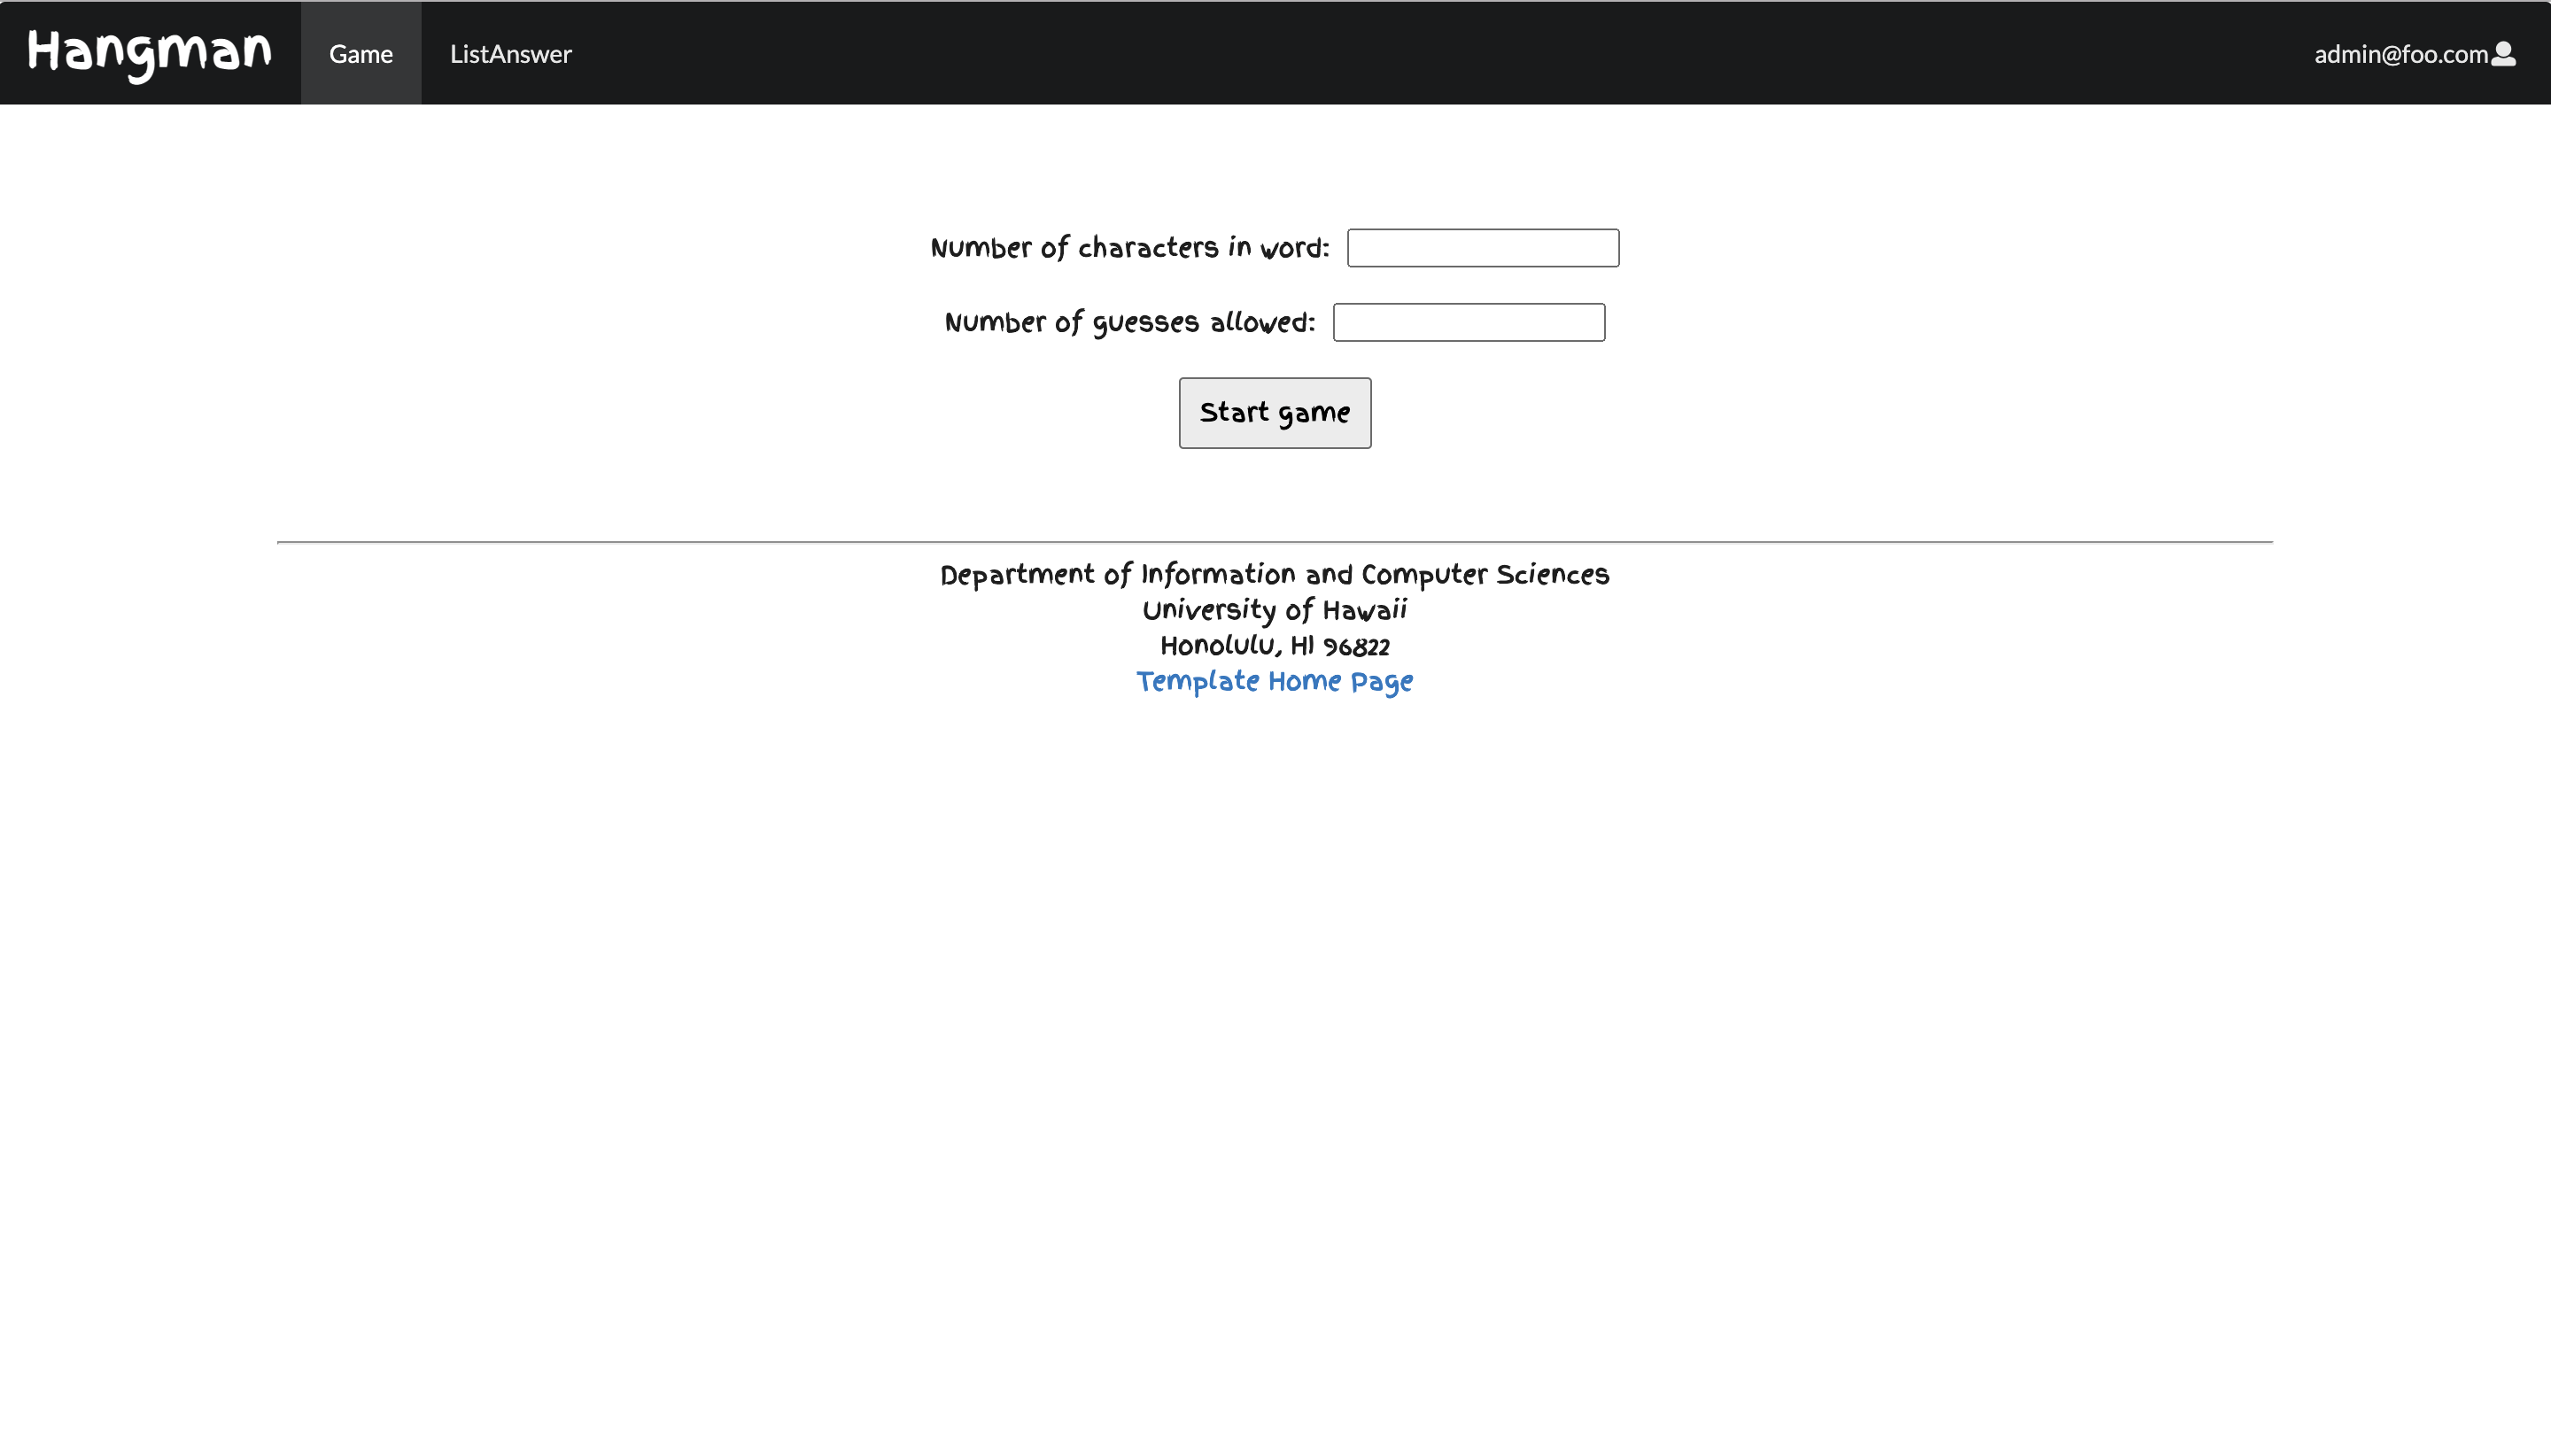 Hangman Game ListAnswer admin@foo.com
Number of characters in word:
Number of guesses allowed:
Start game
Department of Information and Computer Sciences
University of Hawaii
Honolulu, HI 96822
Template Home Page